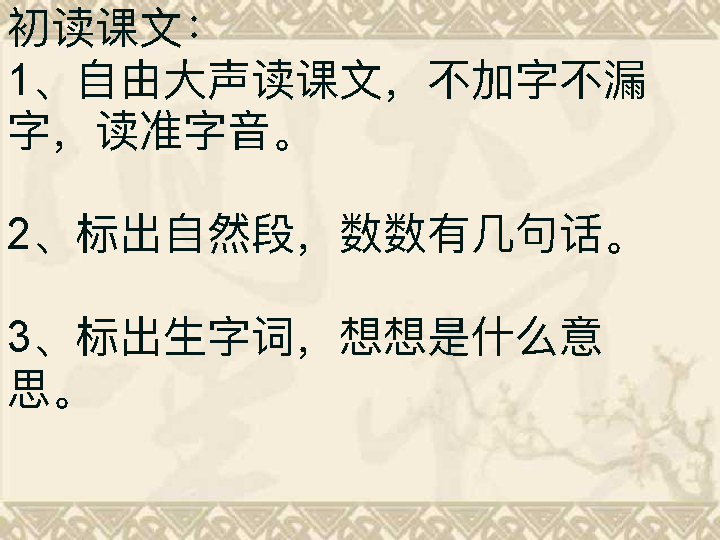 初读课文：
1、自由大声读课文，不加字不漏
字，读准字音。
2、标出自然段，数数有几句话。
3、标出生字词，想想是什么意
思。